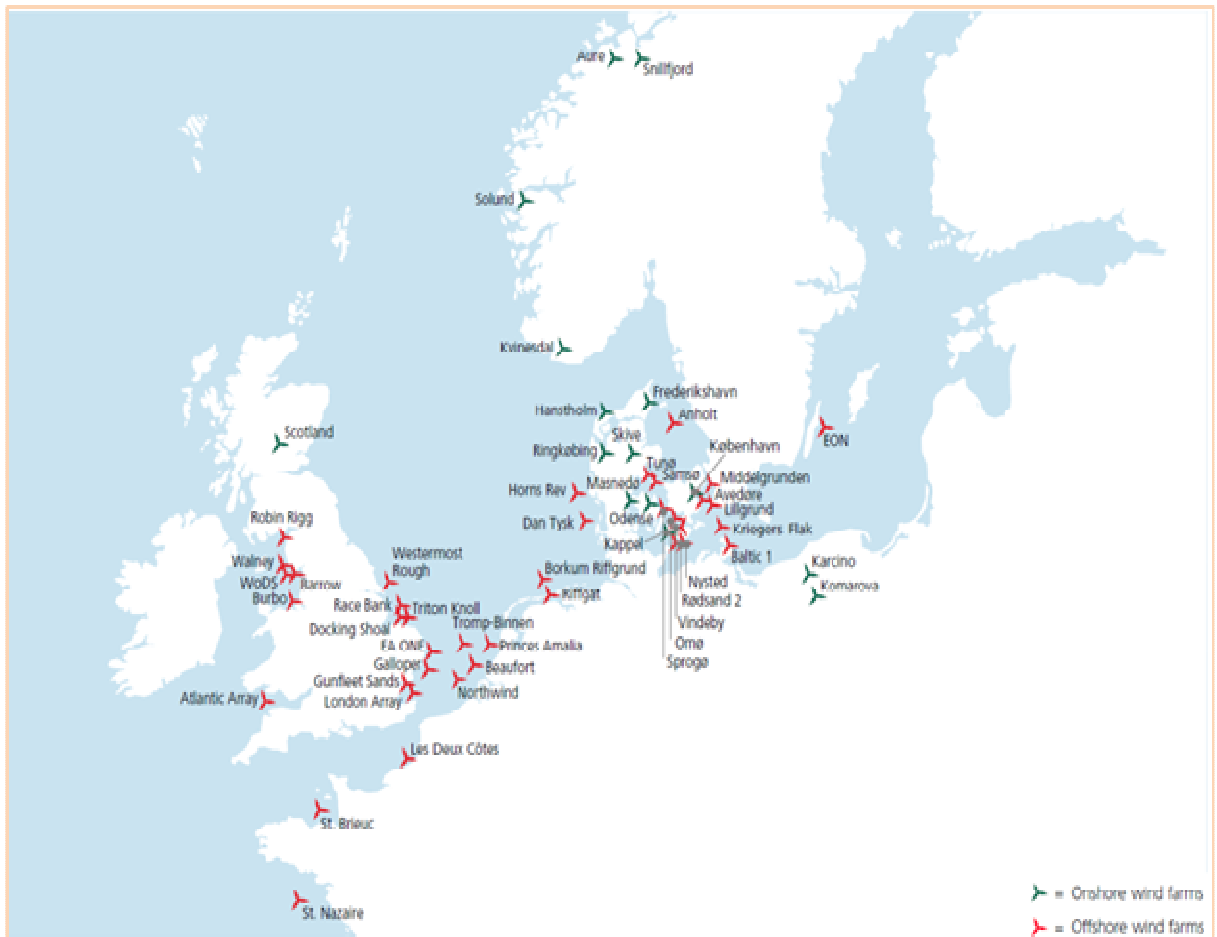 Aure
Snillfjord
Solund
Kvinesdal
Frederikshavn
Hanstholm
Anholt
Scotland
Skive
EON
København
Ringkøbing
Tunø
Samsø
Middelgrunden
Masnedø
Horns Rev
Avedøre
Lillgrund
Odense
Robin Rigg
Dan Tysk
Kriegers Flak
Kappel
Baltic 1
Westermost
Rough
Walney
Karcino
Borkum Riffgrund
WoDS
Barrow
Nysted
Komarova
Burbo
Riffgat
Race Bank
Triton Knoll
Rødsand 2
Docking Shoal
Tromp-Binnen
Vindeby
EA ONE
Princes Amalia
Omø
Galloper
Beaufort
Sprogø
Gunfleet Sands
Northwind
Atlantic Array
London Array
Les Deux Côtes
St. Brieuc
= Onshore wind farms
St. Nazaire
= Offshore wind farms